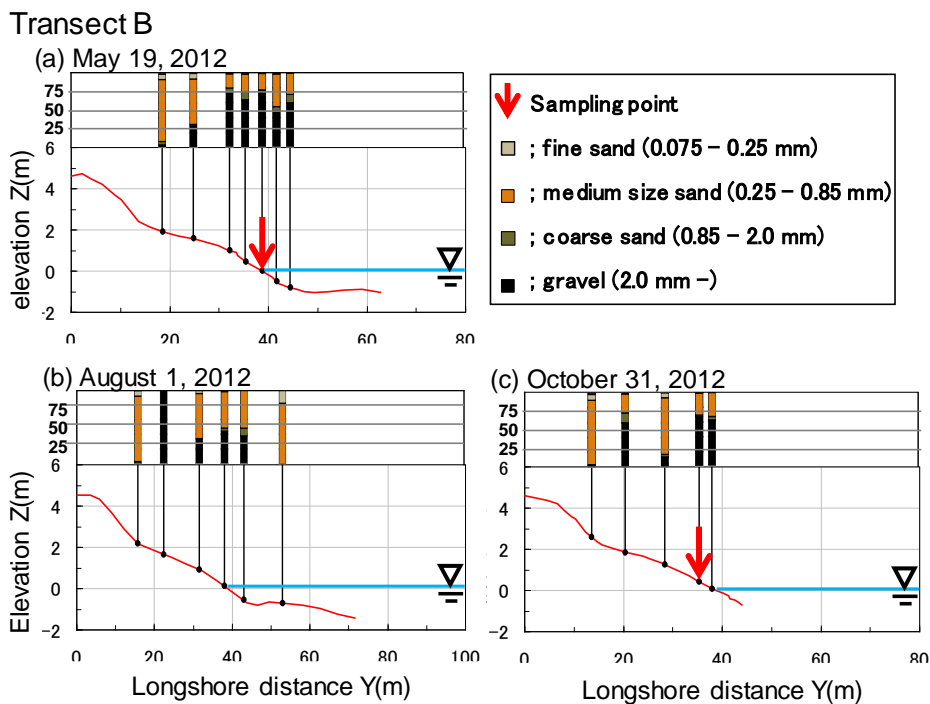 Transect B
(a) May 19, 2012
75
50
25
6
4
2
0
-2
elevation Z(m)
0 20 40 60 80
Sampling point
; fine sand (0.075 – 0.25 mm)
; medium size sand (0.25 – 0.85 mm)
; coarse sand (0.85 – 2.0 mm)
; gravel (2.0 mm -)
(b) August 1, 2012
75
50
25
6
4
2
0
-2
Elevation Z(m)
0 20 40 60 80 100
Longshore distance Y(m)
(c) October 31, 2012
75
50
25
6
4
2
0
-2
0 20 40 60 80
Longshore distance Y(m)